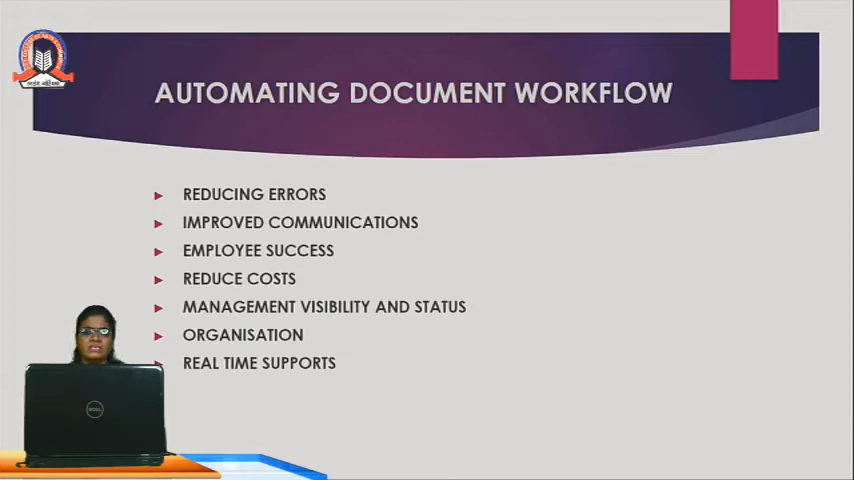 AUTOMATING DOCUMENT WORKFLOW
REDUCING ERRORS
IMPROVED COMMUNICATIONS
EMPLOYEE SUCCESS
REDUCE COSTS
MANAGEMENT VISIBILITY AND STATUS
ORGANISATION
REAL TIME SUPPORTS
DELL